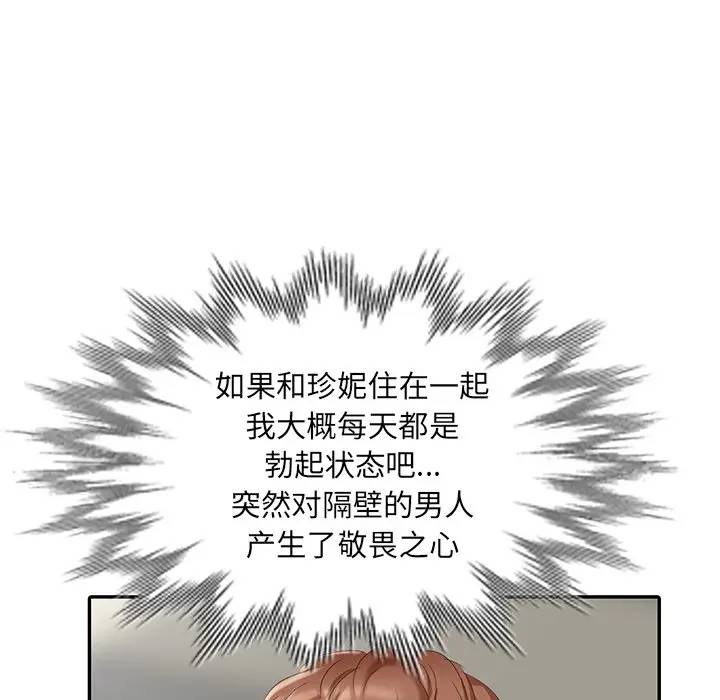 如果和珍妮住在一起
我大概每天都是
勃起状态吧...
突然对隔壁的男人
产生了敬畏之心